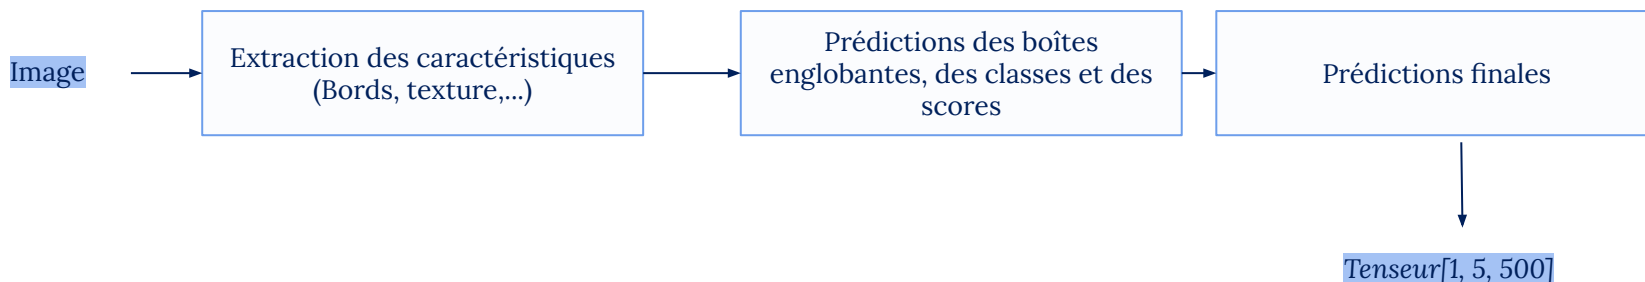 Image
Extraction des caractéristiques
(Bords, texture,...)
Prédictions des boîtes
englobantes, des classes et des
scores
Prédictions finales
Tenseur[1, 5, 500]